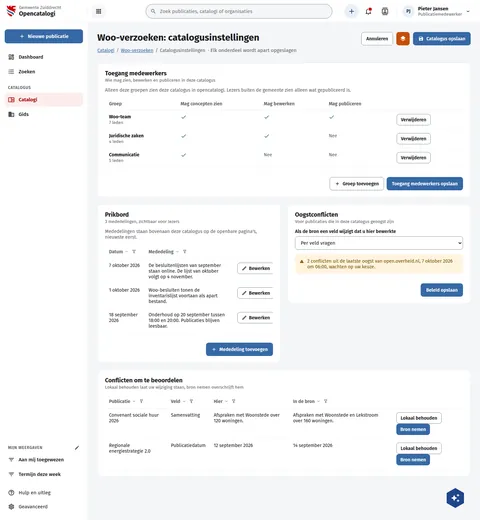 Gemeente Zuiddrecht
Opencatalogi
Zoek publicaties, catalogi of organisaties
PJ
Pieter Jansen
Publicatiemedewerker
Nieuwe publicatie
Dashboard
Zoeken
CATALOGUS
Catalogi
Gids
MIJN WEERGAVEN
Aan mij toegewezen
Termijn deze week
Hulp en uitleg
Geavanceerd
Woo-verzoeken: catalogusinstellingen
Catalogi / Woo-verzoeken / Catalogusinstellingen · Elk onderdeel wordt apart opgeslagen
Annuleren
Catalogus opslaan
Toegang medewerkers
Wie mag zien, bewerken én publiceren in deze catalogus
Alleen deze groepen zien deze catalogus in opencatalogi. Lezers buiten de gemeente zien alleen wat gepubliceerd is.
Groep
Mag concepten zien
Mag bewerken
Mag publiceren
Woo-team
7 leden
Verwijderen
Juridische zaken
4 leden
Nee
Verwijderen
Communicatie
5 leden
Nee
Nee
Verwijderen
Groep toevoegen
Toegang medewerkers opslaan
Prikbord
3 mededelingen, zichtbaar voor lezers
Mededelingen staan bovenaan deze catalogus op de openbare pagina's, nieuwste eerst.
Datum
Mededeling
7 oktober 2026
De besluitenlijsten van september staan online. De lijst van oktober volgt op 4 november.
Bewerken
1 oktober 2026
Woo-besluiten tonen de inventarislijst voortaan als apart bestand.
Bewerken
18 september 2026
Onderhoud op 20 september tussen 18:00 en 20:00. Publicaties blijven leesbaar.
Bewerken
Mededeling toevoegen
Oogstconflicten
Voor publicaties die in deze catalogus geoogst zijn
Als de bron een veld wijzigt dat u hier bewerkte
Per veld vragen
2 conflicten uit de laatste oogst van open.overheid.nl, 7 oktober 2026 om 06:00, wachten op uw keuze.
Beleid opslaan
Conflicten om te beoordelen
Lokaal behouden laat uw wijziging staan, bron nemen overschrijft hem
Publicatie
Veld
Hier
In de bron
Convenant sociale huur 2026
Samenvatting
Afspraken met Woonstede over 120 woningen.
Afspraken met Woonstede en Lekstroom over 160 woningen.
Lokaal behouden
Bron nemen
Regionale energiestrategie 2.0
Publicatiedatum
12 september 2026
14 september 2026
Lokaal behouden
Bron nemen